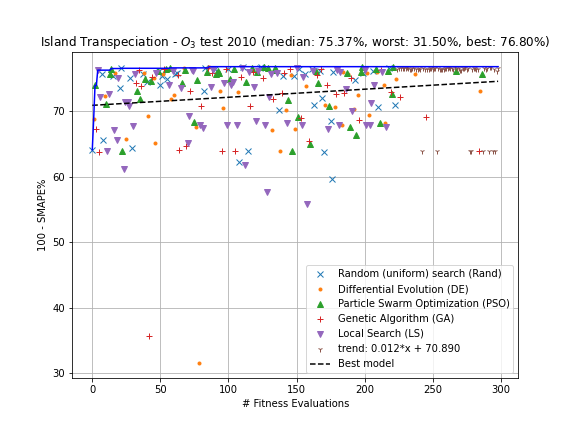 Island Transpeciation - O3 test 2010 (median: 75.37%, worst: 31.50%, best: 76.80%)
100 - SMAPE%
70
60
50
40
30
0
50
100
150
200
250
300
# Fitness Evaluations
Random (uniform) search (Rand)
Differential Evolution (DE)
Particle Swarm Optimization (PSO)
Genetic Algorithm (GA)
Local Search (LS)
trend: 0.012*x + 70.890
Best model